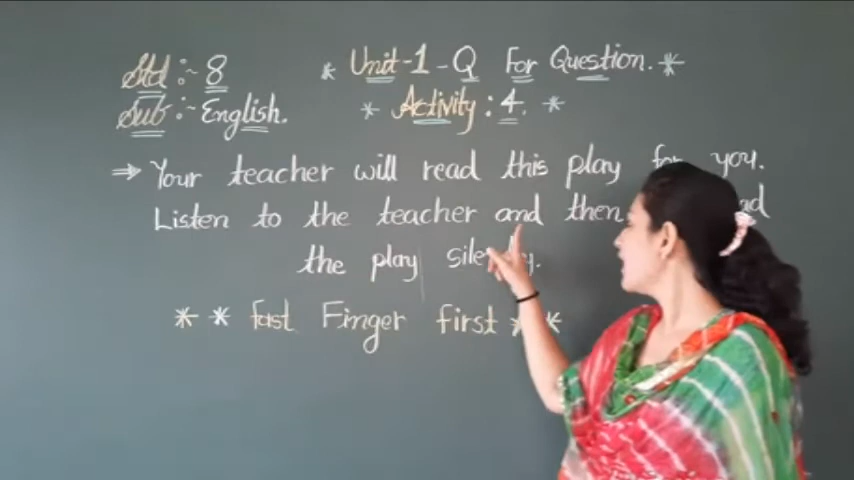 Std :- 8 * Unit-1 - Q For Question. *
Sub :- English. * Activity : 4. *
⇒ Your teacher will read this play for you.
Listen to the teacher and then
the play
* * fast Finger first * *